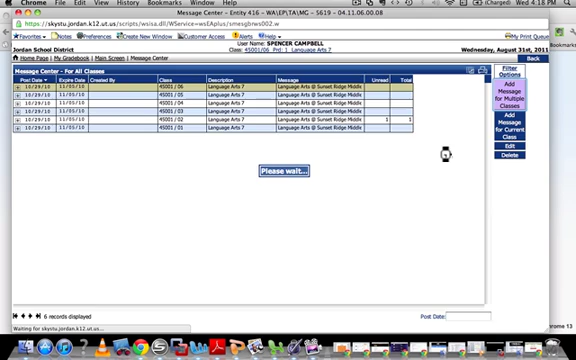 File Edit View History Bookmarks Window Help
Wed 4:18 PM
Message Center - Entity 416 - WA\EP\TA\MC - 5619 - 04.11.06.00.08
https://skystu.jordan.k12.ut.us/scripts/wsisa.dll/WService=wsEAplus/smesgbrws002.w
Favorites Notes Preferences Create New Window Customer Access Alerts My Print Queue
Jordan School District
User Name: SPENCER CAMPBELL
Class: 45001/06 Prd: 1 Language Arts 7
Wednesday, August 31st, 2011
Home Page My Gradebook Main Screen Message Center
Back
Message Center - For All Classes
Post Date Expire Date Created By Class Description Message Unread Total
10/29/10 11/05/10 45001 / 06 Language Arts 7 Language Arts @ Sunset Ridge Middle
10/29/10 11/05/10 45001 / 05 Language Arts 7 Language Arts @ Sunset Ridge Middle
10/29/10 11/05/10 45001 / 04 Language Arts 7 Language Arts @ Sunset Ridge Middle
10/29/10 11/05/10 45001 / 03 Language Arts 7 Language Arts @ Sunset Ridge Middle
10/29/10 11/05/10 45001 / 02 Language Arts 7 Language Arts @ Sunset Ridge Middle 1 1
10/29/10 11/05/10 45001 / 01 Language Arts 7 Language Arts @ Sunset Ridge Middle
Filter
Options
Add
Message
for Multiple
Classes
Add
Message
for Current
Class
Edit
Delete
Please wait...
6 records displayed
Post Date:
Waiting for skystu.jordan.k12.ut.us...